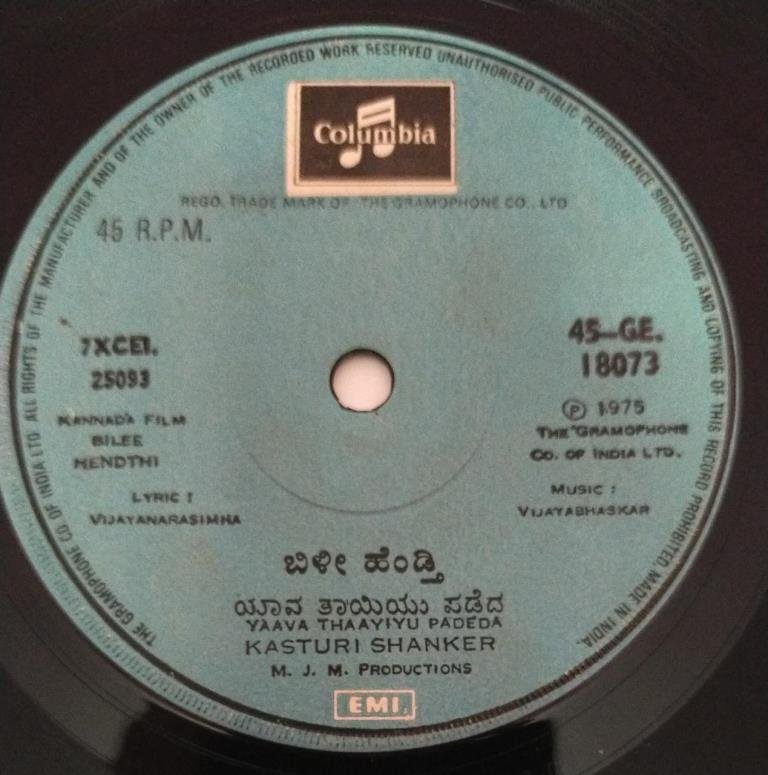 THE GRAMOPHONE CO. OF INDIA LTD. ALL RIGHTS OF THE MANUFACTURER AND OF THE OWNER OF THE RECORDED WORK RESERVED UNAUTHORISED PUBLIC PERFORMANCE BROADCASTING AND COPYING OF THIS RECORD PROHIBITED. MADE IN INDIA.
Columbia
REGD. TRADE MARK OF THE GRAMOPHONE CO., LTD
45 R.P.M.
7XCEI.
25093
45-GE.
18073
KANNADA FILM
BILEE
HENDTHI
Ⓟ 1975
THE GRAMOPHONE
CO. OF INDIA LTD.
LYRIC :
VIJAYANARASIMHA
MUSIC :
VIJAYABHASKAR
ಬಿಳೀ ಹೆಂಡ್ತಿ
ಯಾವ ತಾಯಿಯು ಪಡೆದ
YAAVA THAAYIYU PADEDA
KASTURI SHANKER
M. J. M. PRODUCTIONS
EMI.